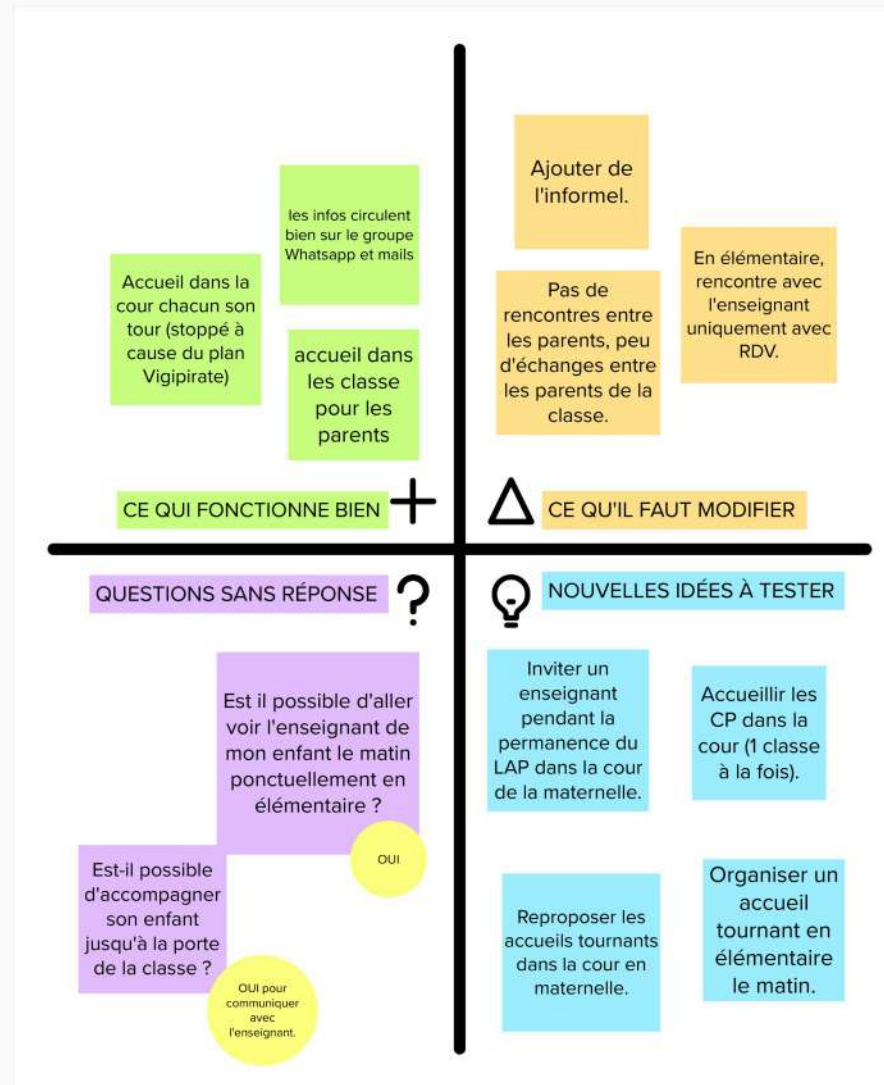 les infos circulent
bien sur le groupe
Whatsapp et mails
Accueil dans la
cour chacun son
tour (stoppé à
cause du plan
Vigipirate)
accueil dans
les classe
pour les
parents
CE QUI FONCTIONNE BIEN
Ajouter de
l'informel.
En élémentaire,
rencontre avec
l'enseignant
uniquement avec
RDV.
Pas de
rencontres entre
les parents, peu
d'échanges entre
les parents de la
classe.
CE QU'IL FAUT MODIFIER
QUESTIONS SANS RÉPONSE
Est il possible d'aller
voir l'enseignant de
mon enfant le matin
ponctuellement en
élémentaire ?
OUI
Est-il possible
d'accompagner
son enfant
jusqu'à la porte
de la classe ?
OUI pour
communiquer
avec
l'enseignant.
NOUVELLES IDÉES À TESTER
Inviter un
enseignant
pendant la
permanence du
LAP dans la cour
de la maternelle.
Accueillir les
CP dans la
cour (1 classe
à la fois).
Reproposer les
accueils tournants
dans la cour en
maternelle.
Organiser un
accueil
tournant en
élémentaire
le matin.